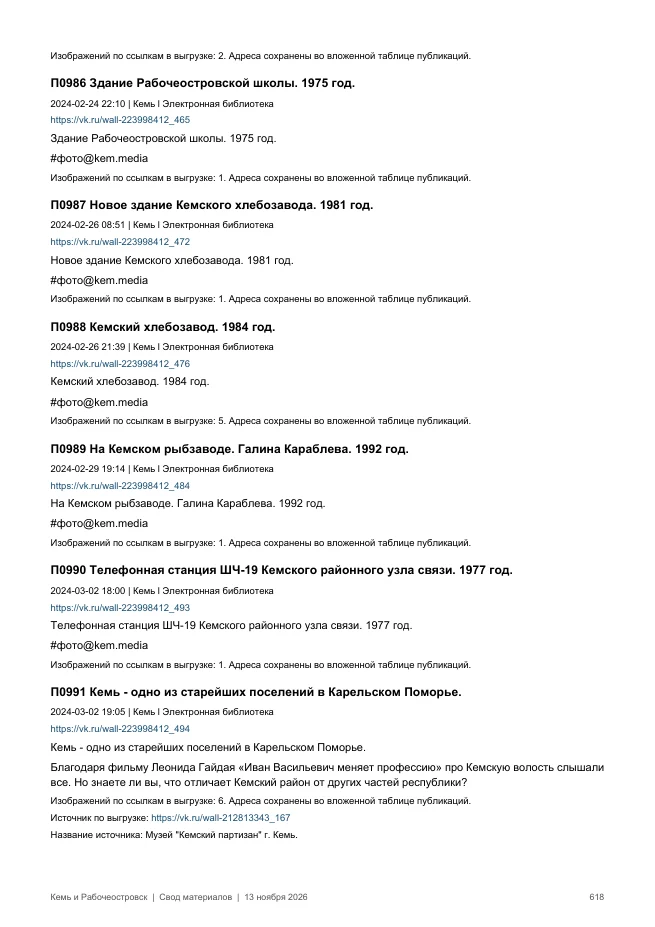 Изображений по ссылкам в выгрузке: 2. Адреса сохранены во вложенной таблице публикаций.
П0986 Здание Рабочеостровской школы. 1975 год.
2024-02-24 22:10 | Кемь I Электронная библиотека
https://vk.ru/wall-223998412_465
Здание Рабочеостровской школы. 1975 год.
#фото@kem.media
Изображений по ссылкам в выгрузке: 1. Адреса сохранены во вложенной таблице публикаций.
П0987 Новое здание Кемского хлебозавода. 1981 год.
2024-02-26 08:51 | Кемь I Электронная библиотека
https://vk.ru/wall-223998412_472
Новое здание Кемского хлебозавода. 1981 год.
#фото@kem.media
Изображений по ссылкам в выгрузке: 1. Адреса сохранены во вложенной таблице публикаций.
П0988 Кемский хлебозавод. 1984 год.
2024-02-26 21:39 | Кемь I Электронная библиотека
https://vk.ru/wall-223998412_476
Кемский хлебозавод. 1984 год.
#фото@kem.media
Изображений по ссылкам в выгрузке: 5. Адреса сохранены во вложенной таблице публикаций.
П0989 На Кемском рыбзаводе. Галина Караблева. 1992 год.
2024-02-29 19:14 | Кемь I Электронная библиотека
https://vk.ru/wall-223998412_484
На Кемском рыбзаводе. Галина Караблева. 1992 год.
#фото@kem.media
Изображений по ссылкам в выгрузке: 1. Адреса сохранены во вложенной таблице публикаций.
П0990 Телефонная станция ШЧ-19 Кемского районного узла связи. 1977 год.
2024-03-02 18:00 | Кемь I Электронная библиотека
https://vk.ru/wall-223998412_493
Телефонная станция ШЧ-19 Кемского районного узла связи. 1977 год.
#фото@kem.media
Изображений по ссылкам в выгрузке: 1. Адреса сохранены во вложенной таблице публикаций.
П0991 Кемь - одно из старейших поселений в Карельском Поморье.
2024-03-02 19:05 | Кемь I Электронная библиотека
https://vk.ru/wall-223998412_494
Кемь - одно из старейших поселений в Карельском Поморье.
Благодаря фильму Леонида Гайдая «Иван Васильевич меняет профессию» про Кемскую волость слышали
все. Но знаете ли вы, что отличает Кемский район от других частей республики?
Изображений по ссылкам в выгрузке: 6. Адреса сохранены во вложенной таблице публикаций.
Источник по выгрузке: https://vk.ru/wall-212813343_167
Название источника: Музей "Кемский партизан" г. Кемь.
Кемь и Рабочеостровск | Свод материалов | 13 ноября 2026 618